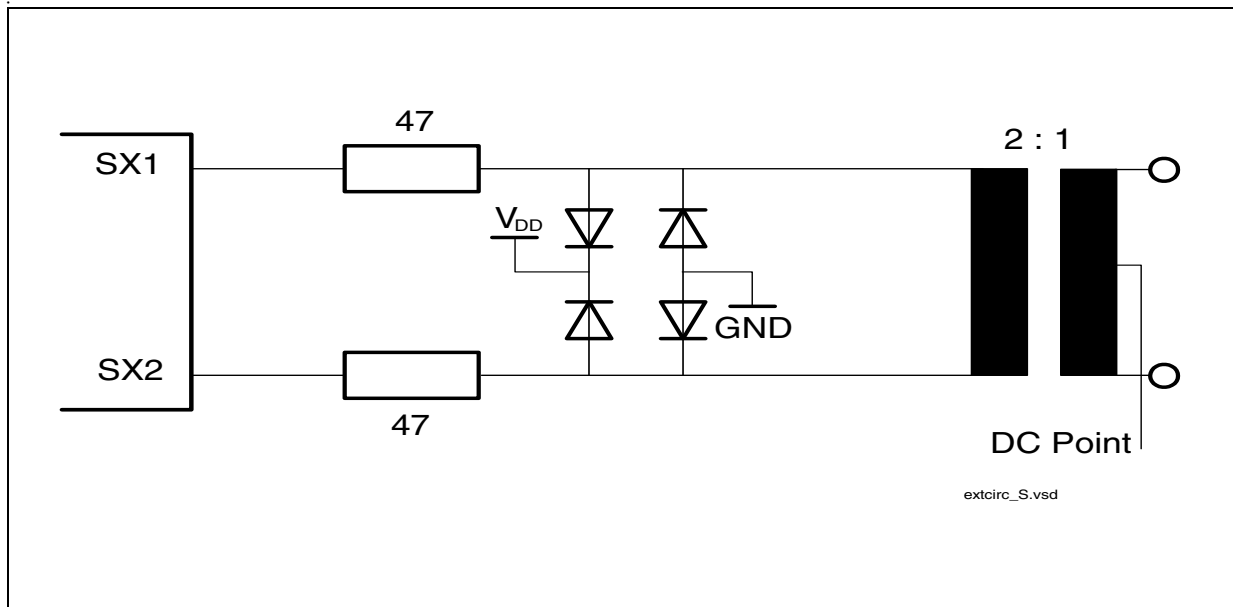 47
2 : 1
SX1
VDD
GND
SX2
47
DC Point
extcirc_S.vsd